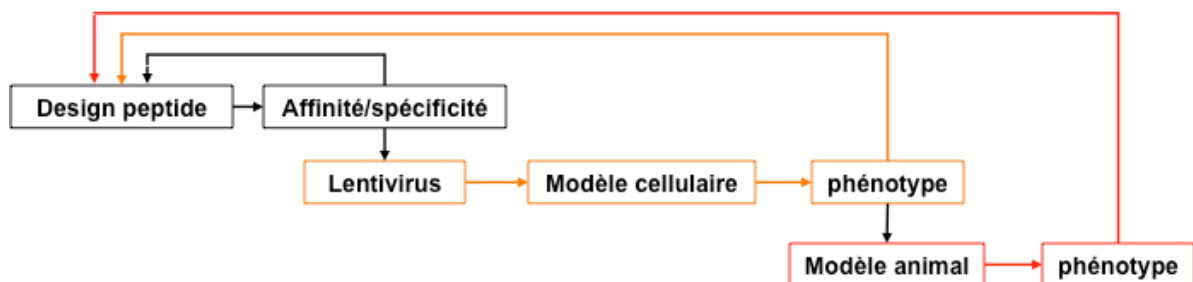 Design peptide
Affinité/spécificité
Lentivirus
Modèle cellulaire
phénotype
Modèle animal
phénotype